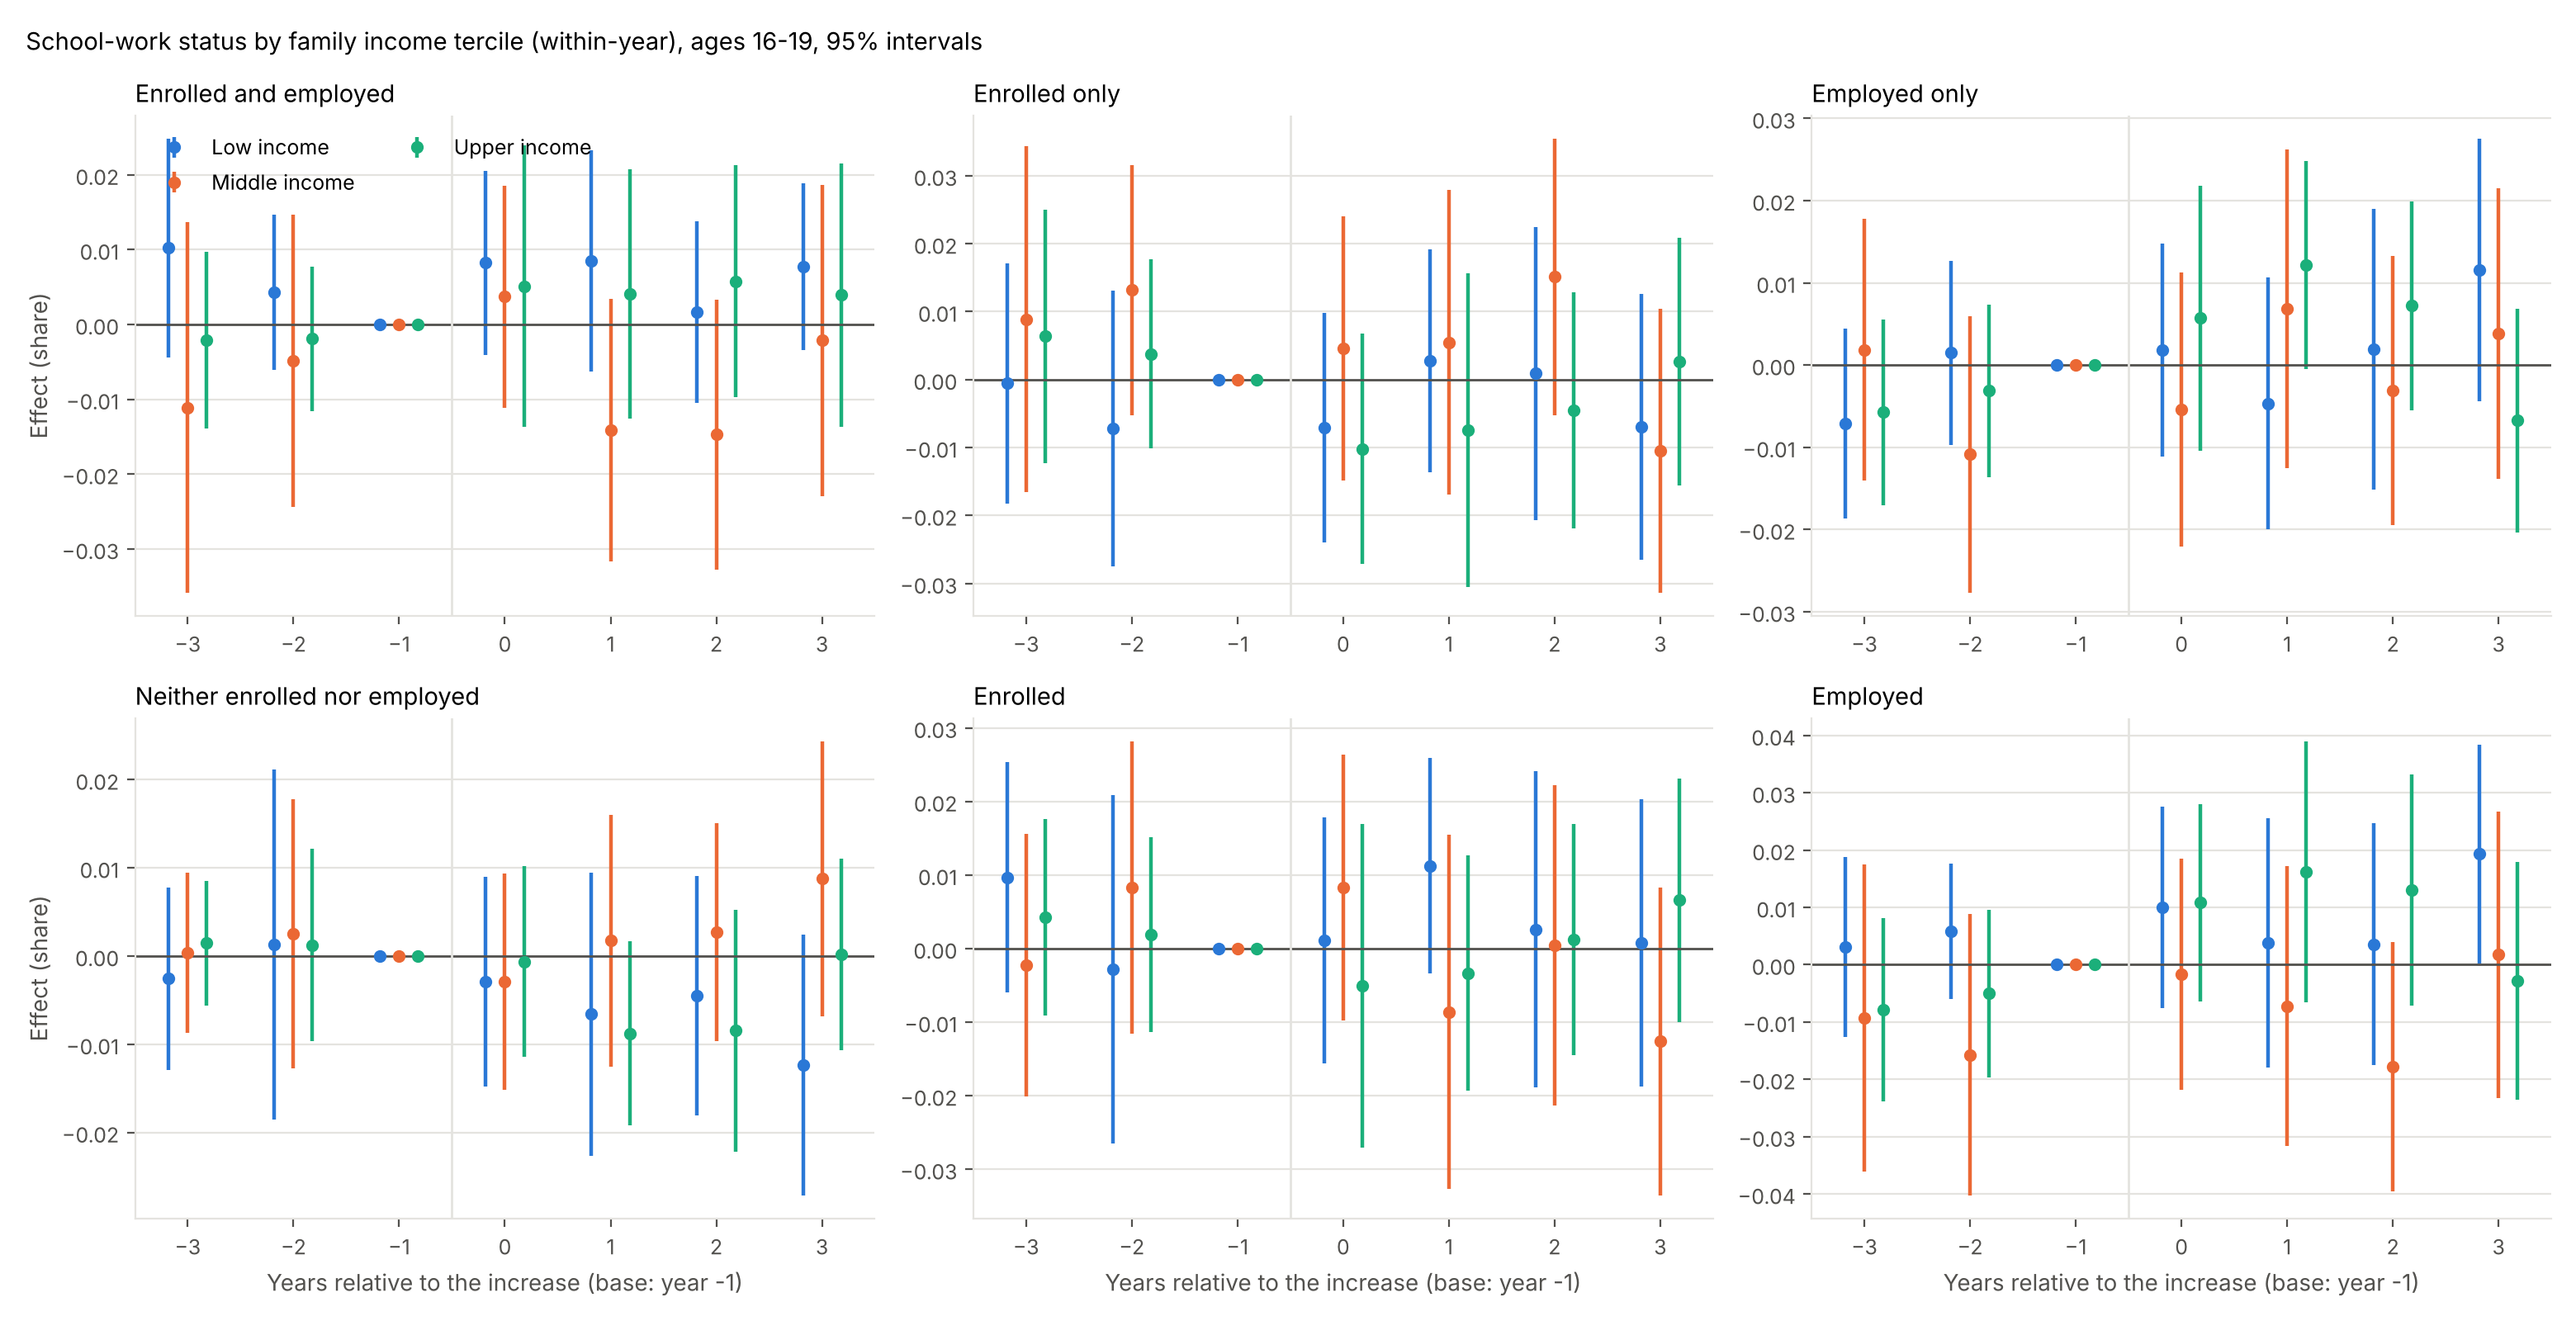 School-work status by family income tercile (within-year), ages 16-19, 95% intervals
Enrolled and employed
Low income
Upper income
Middle income
Effect (share)
0.02
0.01
0.00
−0.01
−0.02
−0.03
−3 −2 −1 0 1 2 3
Enrolled only
0.03
0.02
0.01
0.00
−0.01
−0.02
−0.03
−3 −2 −1 0 1 2 3
Employed only
0.03
0.02
0.01
0.00
−0.01
−0.02
−0.03
−3 −2 −1 0 1 2 3
Neither enrolled nor employed
Effect (share)
0.02
0.01
0.00
−0.01
−0.02
−3 −2 −1 0 1 2 3
Years relative to the increase (base: year -1)
Enrolled
0.03
0.02
0.01
0.00
−0.01
−0.02
−0.03
−3 −2 −1 0 1 2 3
Years relative to the increase (base: year -1)
Employed
0.04
0.03
0.02
0.01
0.00
−0.01
−0.02
−0.03
−0.04
−3 −2 −1 0 1 2 3
Years relative to the increase (base: year -1)